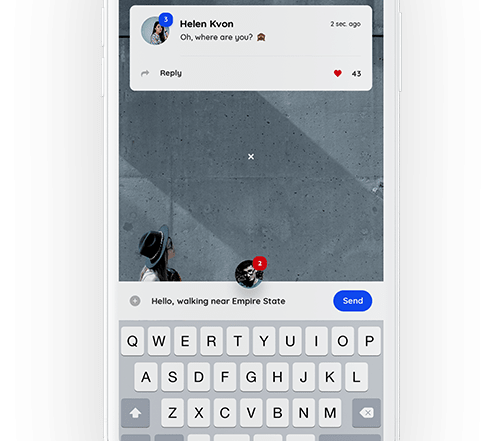 3
Helen Kvon
2 sec. ago
Oh, where are you? 🙈
Reply
43
2
Hello, walking near Empire State
Send
Q W E R T Y U I O P
A S D F G H J K L
Z X C V B N M